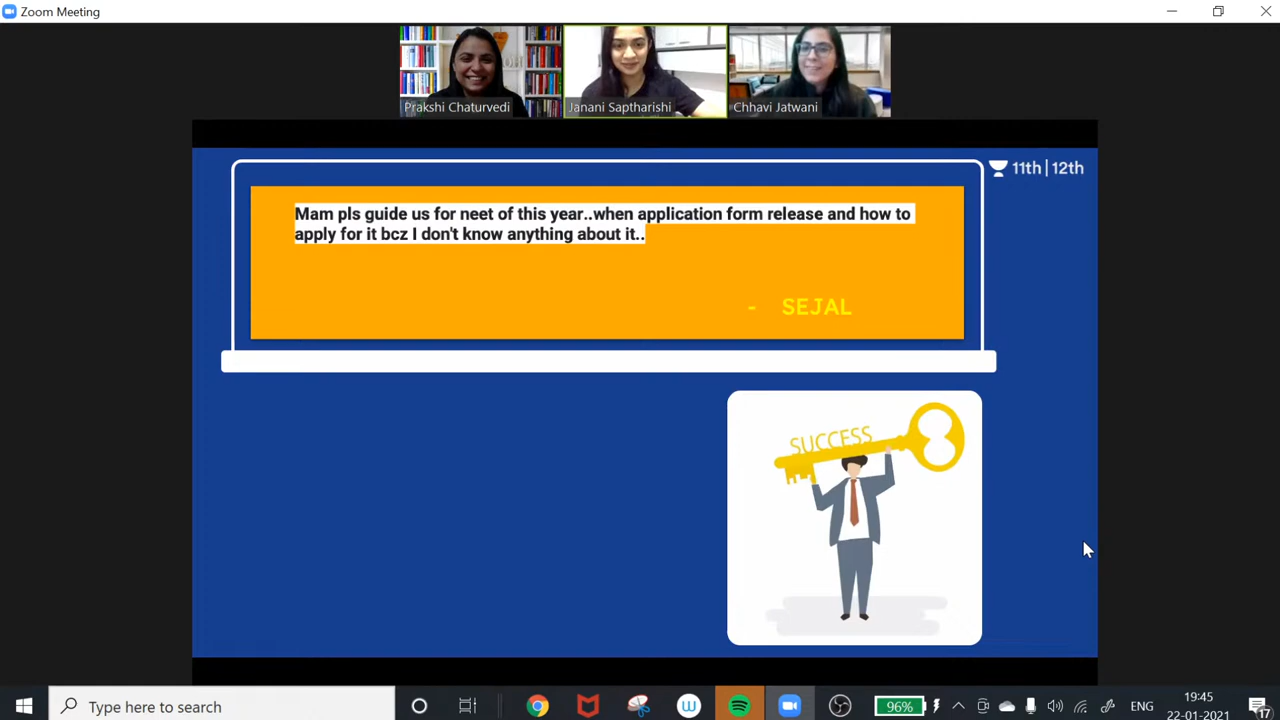 Zoom Meeting
Prakshi Chaturvedi
Janani Saptharishi
Chhavi Jatwani
11th | 12th
Mam pls guide us for neet of this year..when application form release and how to
apply for it bcz I don't know anything about it..
- SEJAL
SUCCESS
Type here to search
96%
ENG
19:45
22-01-2021
17